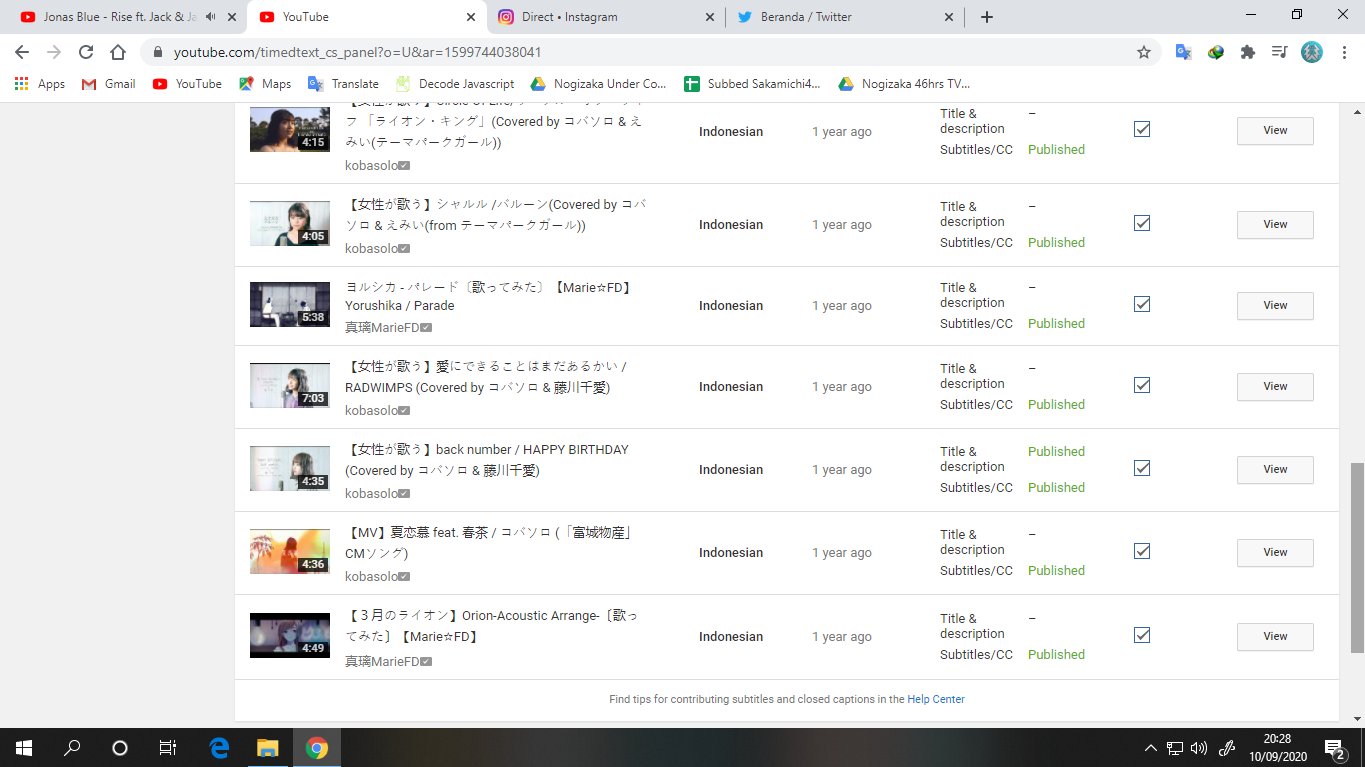 Jonas Blue - Rise ft. Jack & Ja
YouTube
Direct • Instagram
Beranda / Twitter
youtube.com/timedtext_cs_panel?o=U&ar=1599744038041
Apps
Gmail
YouTube
Maps
Translate
Decode Javascript
Nogizaka Under Co...
Subbed Sakamichi4...
Nogizaka 46hrs TV...
フ 「ライオン・キング」(Covered by コバソロ & え
みい(テーマパークガール))
kobasolo
4:15
Indonesian
1 year ago
Title &
description
–
Subtitles/CC
Published
View
【女性が歌う】シャルル /バルーン(Covered by コバ
ソロ & えみい(from テーマパークガール))
kobasolo
4:05
Indonesian
1 year ago
Title &
description
–
Subtitles/CC
Published
View
ヨルシカ - パレード〔歌ってみた〕【Marie☆FD】
Yorushika / Parade
真璃MarieFD
5:38
Indonesian
1 year ago
Title &
description
–
Subtitles/CC
Published
View
【女性が歌う】愛にできることはまだあるかい /
RADWIMPS (Covered by コバソロ & 藤川千愛)
kobasolo
7:03
Indonesian
1 year ago
Title &
description
–
Subtitles/CC
Published
View
【女性が歌う】back number / HAPPY BIRTHDAY
(Covered by コバソロ & 藤川千愛)
kobasolo
4:35
Indonesian
1 year ago
Title &
description
Published
Subtitles/CC
Published
View
【MV】夏恋慕 feat. 春茶 / コバソロ (「富城物産」
CMソング)
kobasolo
4:36
Indonesian
1 year ago
Title &
description
–
Subtitles/CC
Published
View
【３月のライオン】Orion-Acoustic Arrange-〔歌っ
てみた〕【Marie☆FD】
真璃MarieFD
4:49
Indonesian
1 year ago
Title &
description
–
Subtitles/CC
Published
View
Find tips for contributing subtitles and closed captions in the Help Center
20:28
10/09/2020
2